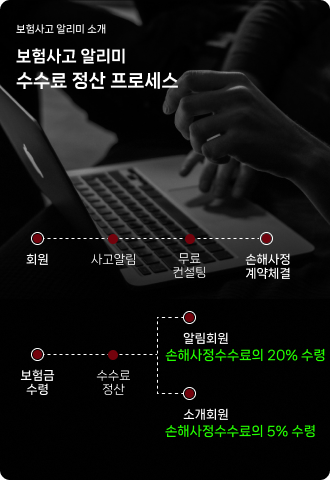 보험사고 알리미 소개
보험사고 알리미
수수료 정산 프로세스
회원
사고알림
무료
컨설팅
손해사정
계약체결
보험금
수령
수수료
정산
알림회원
손해사정수수료의 20% 수령
소개회원
손해사정수수료의 5% 수령